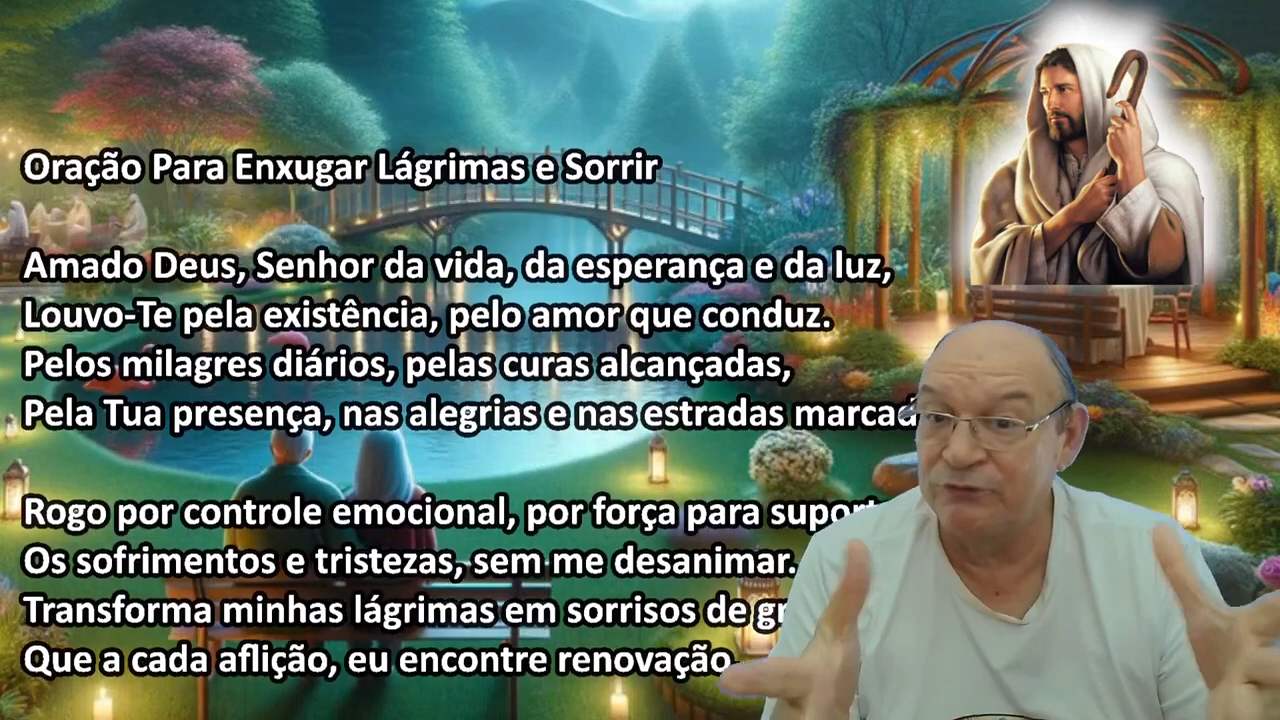 Oração Para Enxugar Lágrimas e Sorrir
Amado Deus, Senhor da vida, da esperança e da luz,
Louvo-Te pela existência, pelo amor que conduz.
Pelos milagres diários, pelas curas alcançadas,
Pela Tua presença, nas alegrias e nas estradas
Rogo por controle emocional, por força para
Os sofrimentos e tristezas, sem me desanimar.
Transforma minhas lágrimas em sorrisos de
Que a cada aflição, eu encontre renovação.